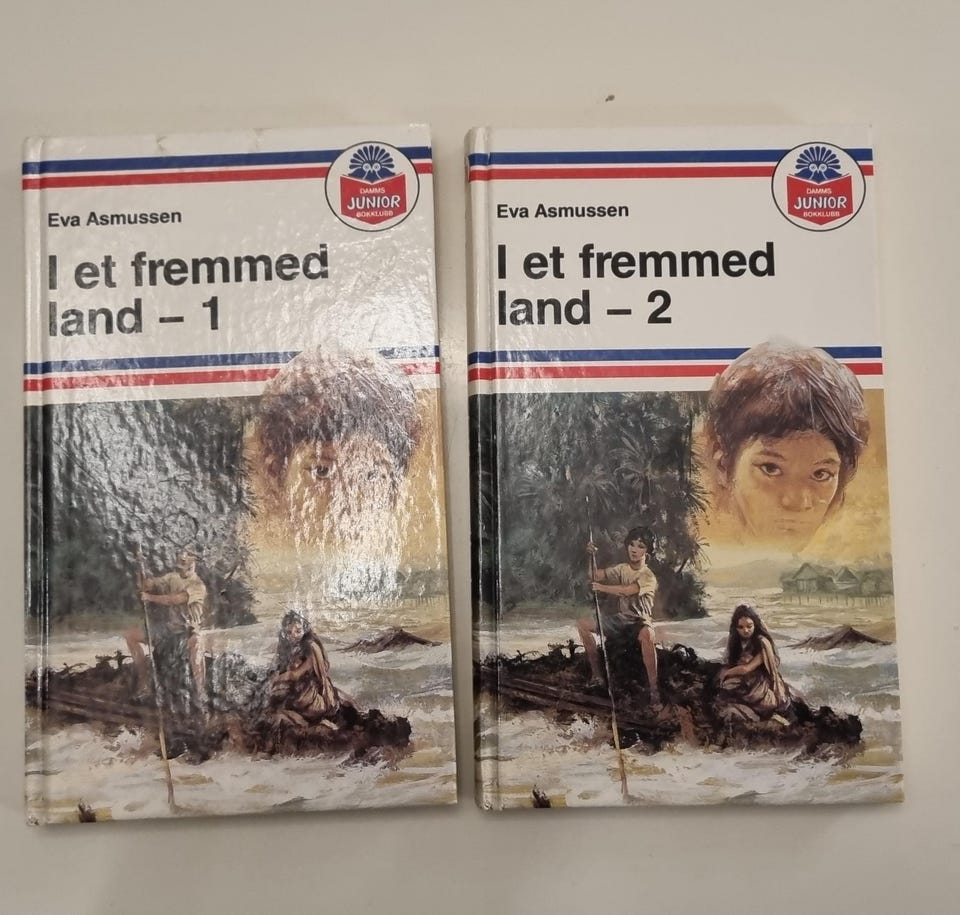 DAMMS
JUNIOR
BOKKLUBB
Eva Asmussen
I et fremmed
land – 1
DAMMS
JUNIOR
BOKKLUBB
Eva Asmussen
I et fremmed
land – 2